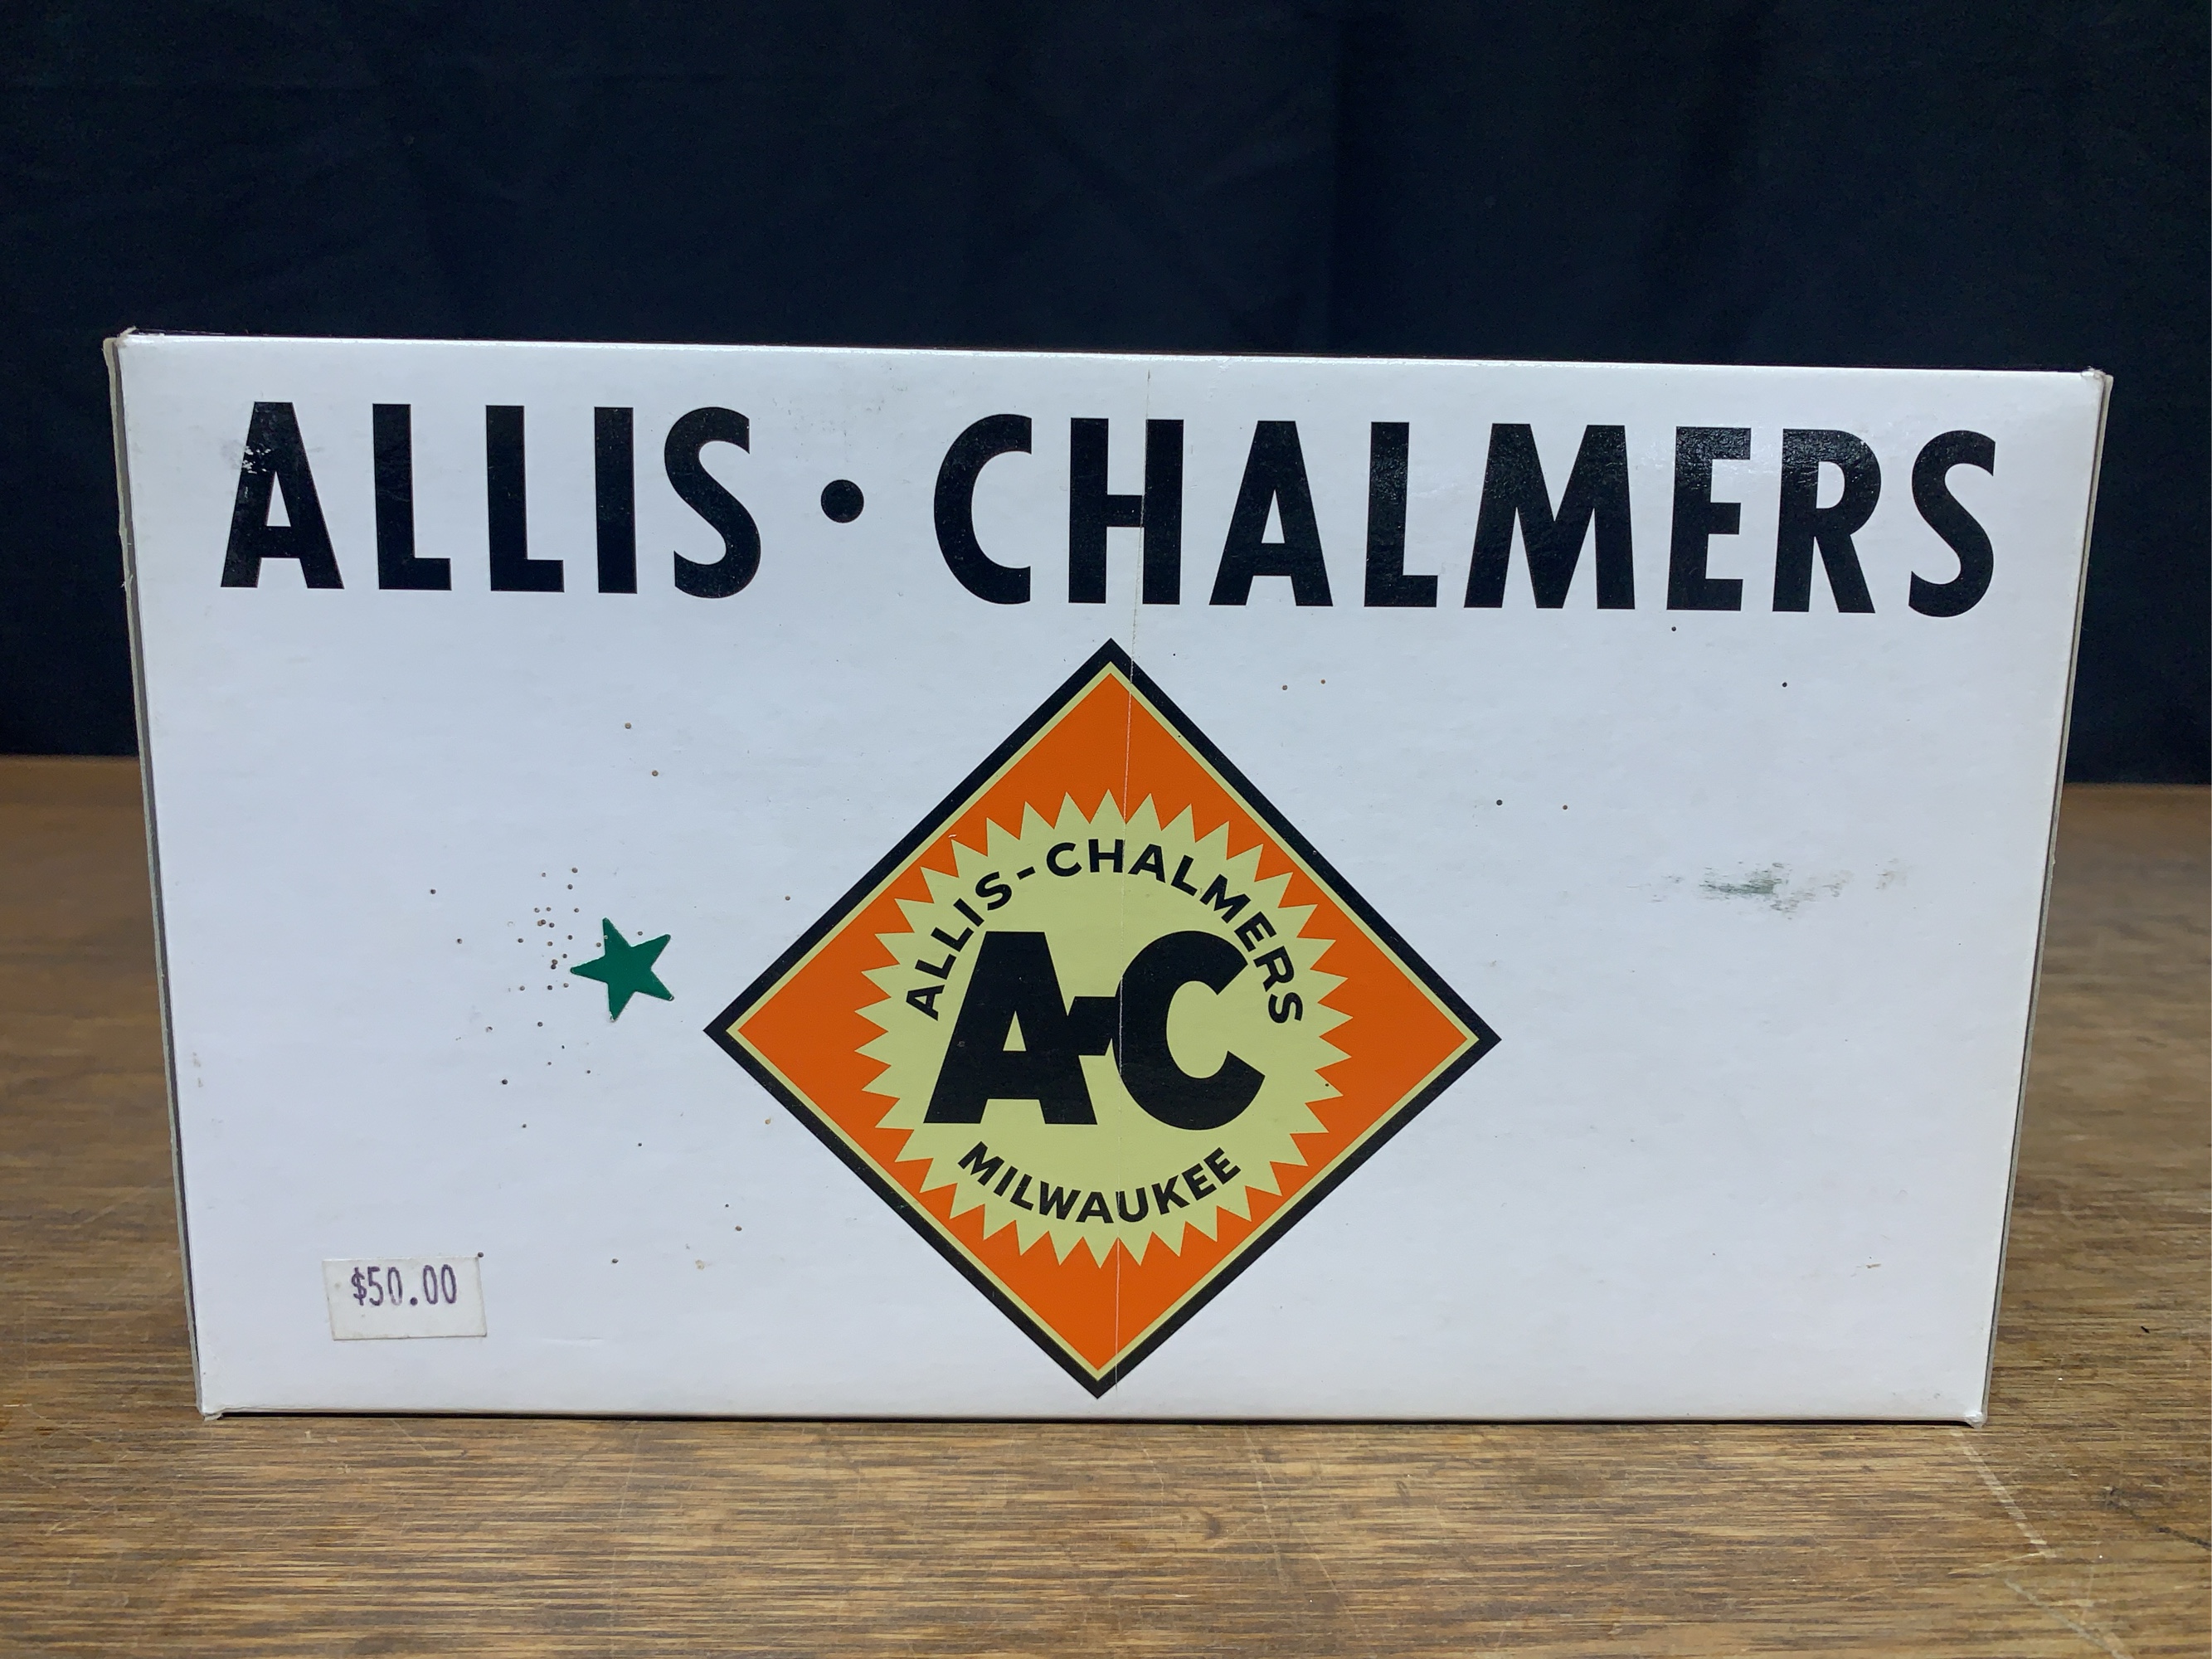 ALLIS • CHALMERS
ALLIS-CHALMERS
A-C
MILWAUKEE
$50.00